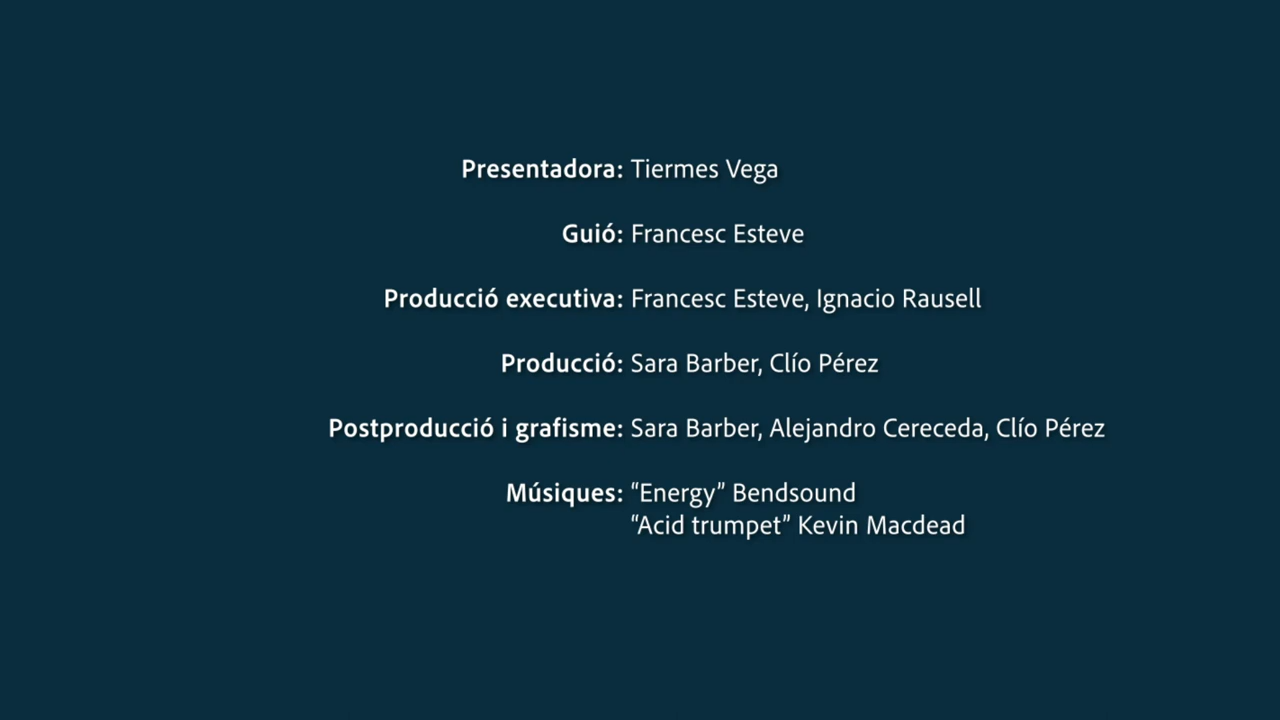 Presentadora: Tiermes Vega
Guió: Francesc Esteve
Producció executiva: Francesc Esteve, Ignacio Rausell
Producció: Sara Barber, Clío Pérez
Postproducció i grafisme: Sara Barber, Alejandro Cereceda, Clío Pérez
Músiques: “Energy” Bendsound
“Acid trumpet” Kevin Macdead